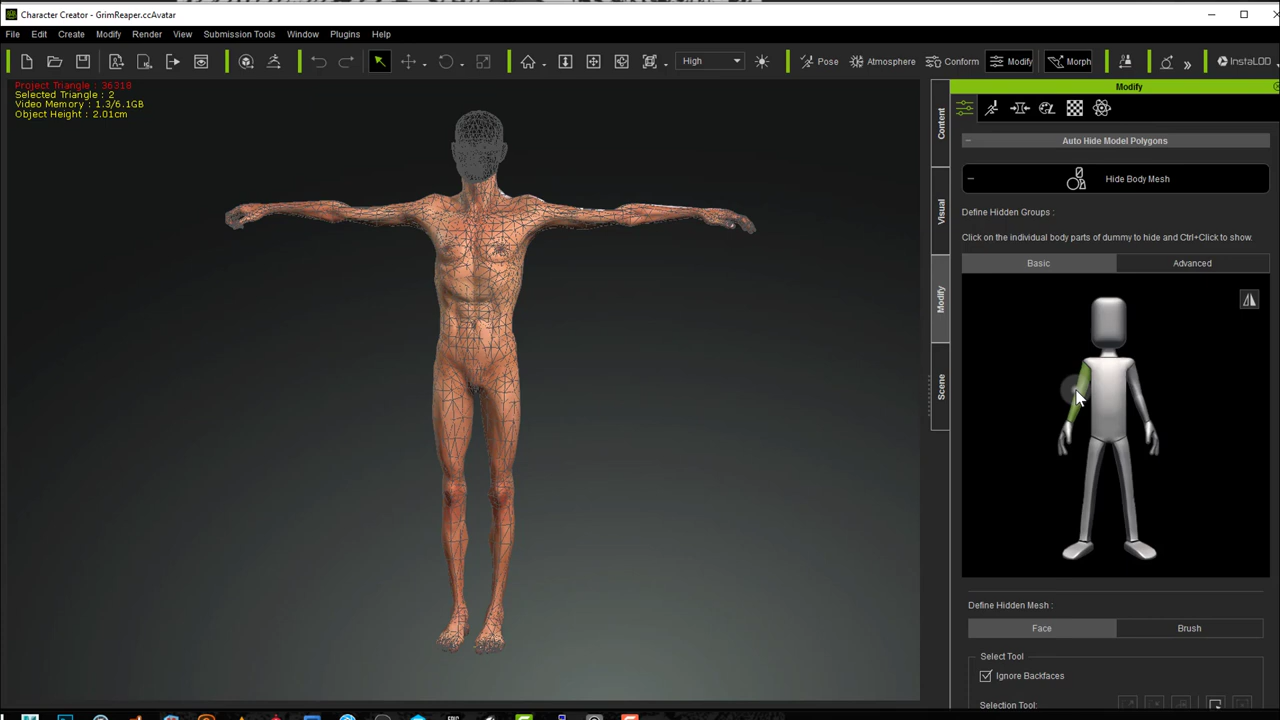 Character Creator - GrimReaper.ccAvatar
File Edit Create Modify Render View Submission Tools Window Plugins Help
High Pose Atmosphere Conform Modify Morph InstaLOD
Project Triangle : 36318
Selected Triangle : 2
Video Memory : 1.3/6.1GB
Object Height : 2.01cm
Content
Visual
Modify
Scene
Modify
Auto Hide Model Polygons
Hide Body Mesh
Define Hidden Groups :
Click on the individual body parts of dummy to hide and Ctrl+Click to show.
Basic Advanced
Define Hidden Mesh :
Face Brush
Select Tool
Ignore Backfaces
Selection Tool: